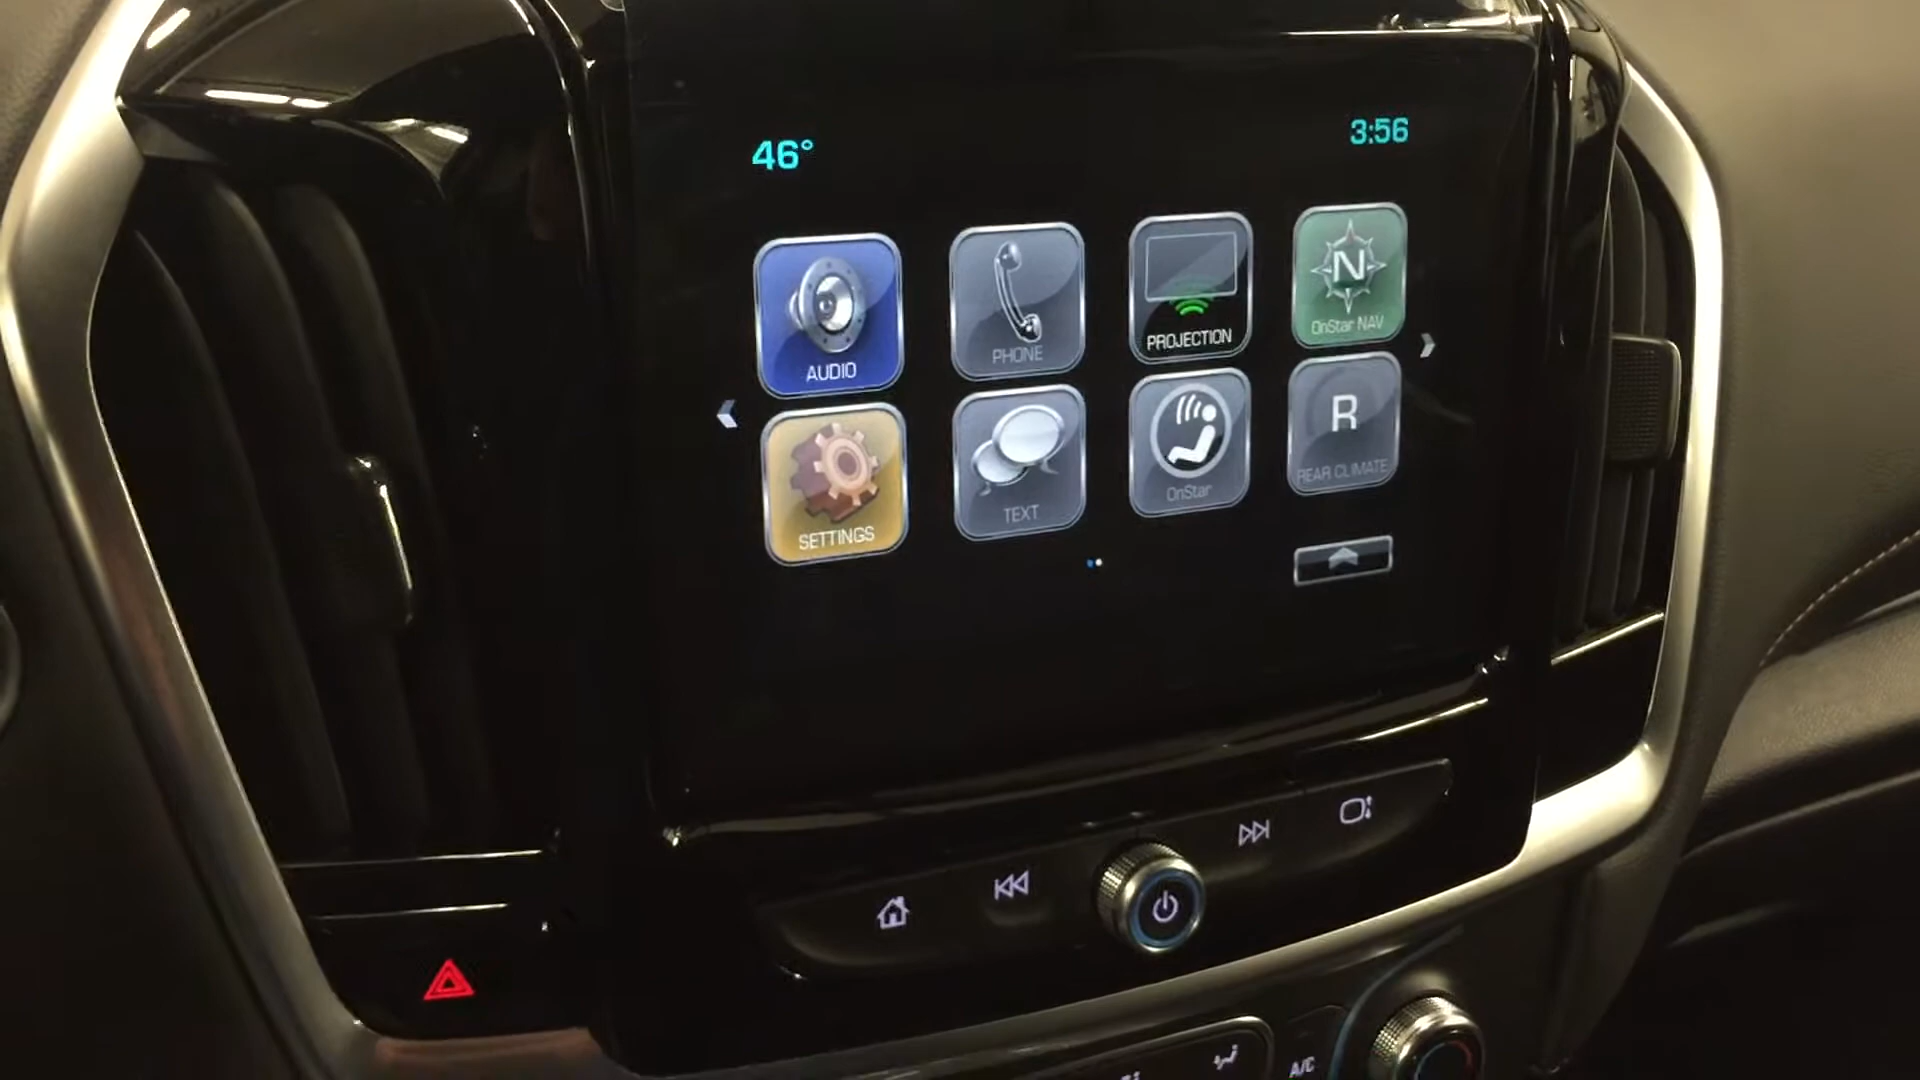 46°
3:56
AUDIO
PHONE
PROJECTION
N
OnStar NAV
SETTINGS
TEXT
OnStar
R
REAR CLIMATE
A/C